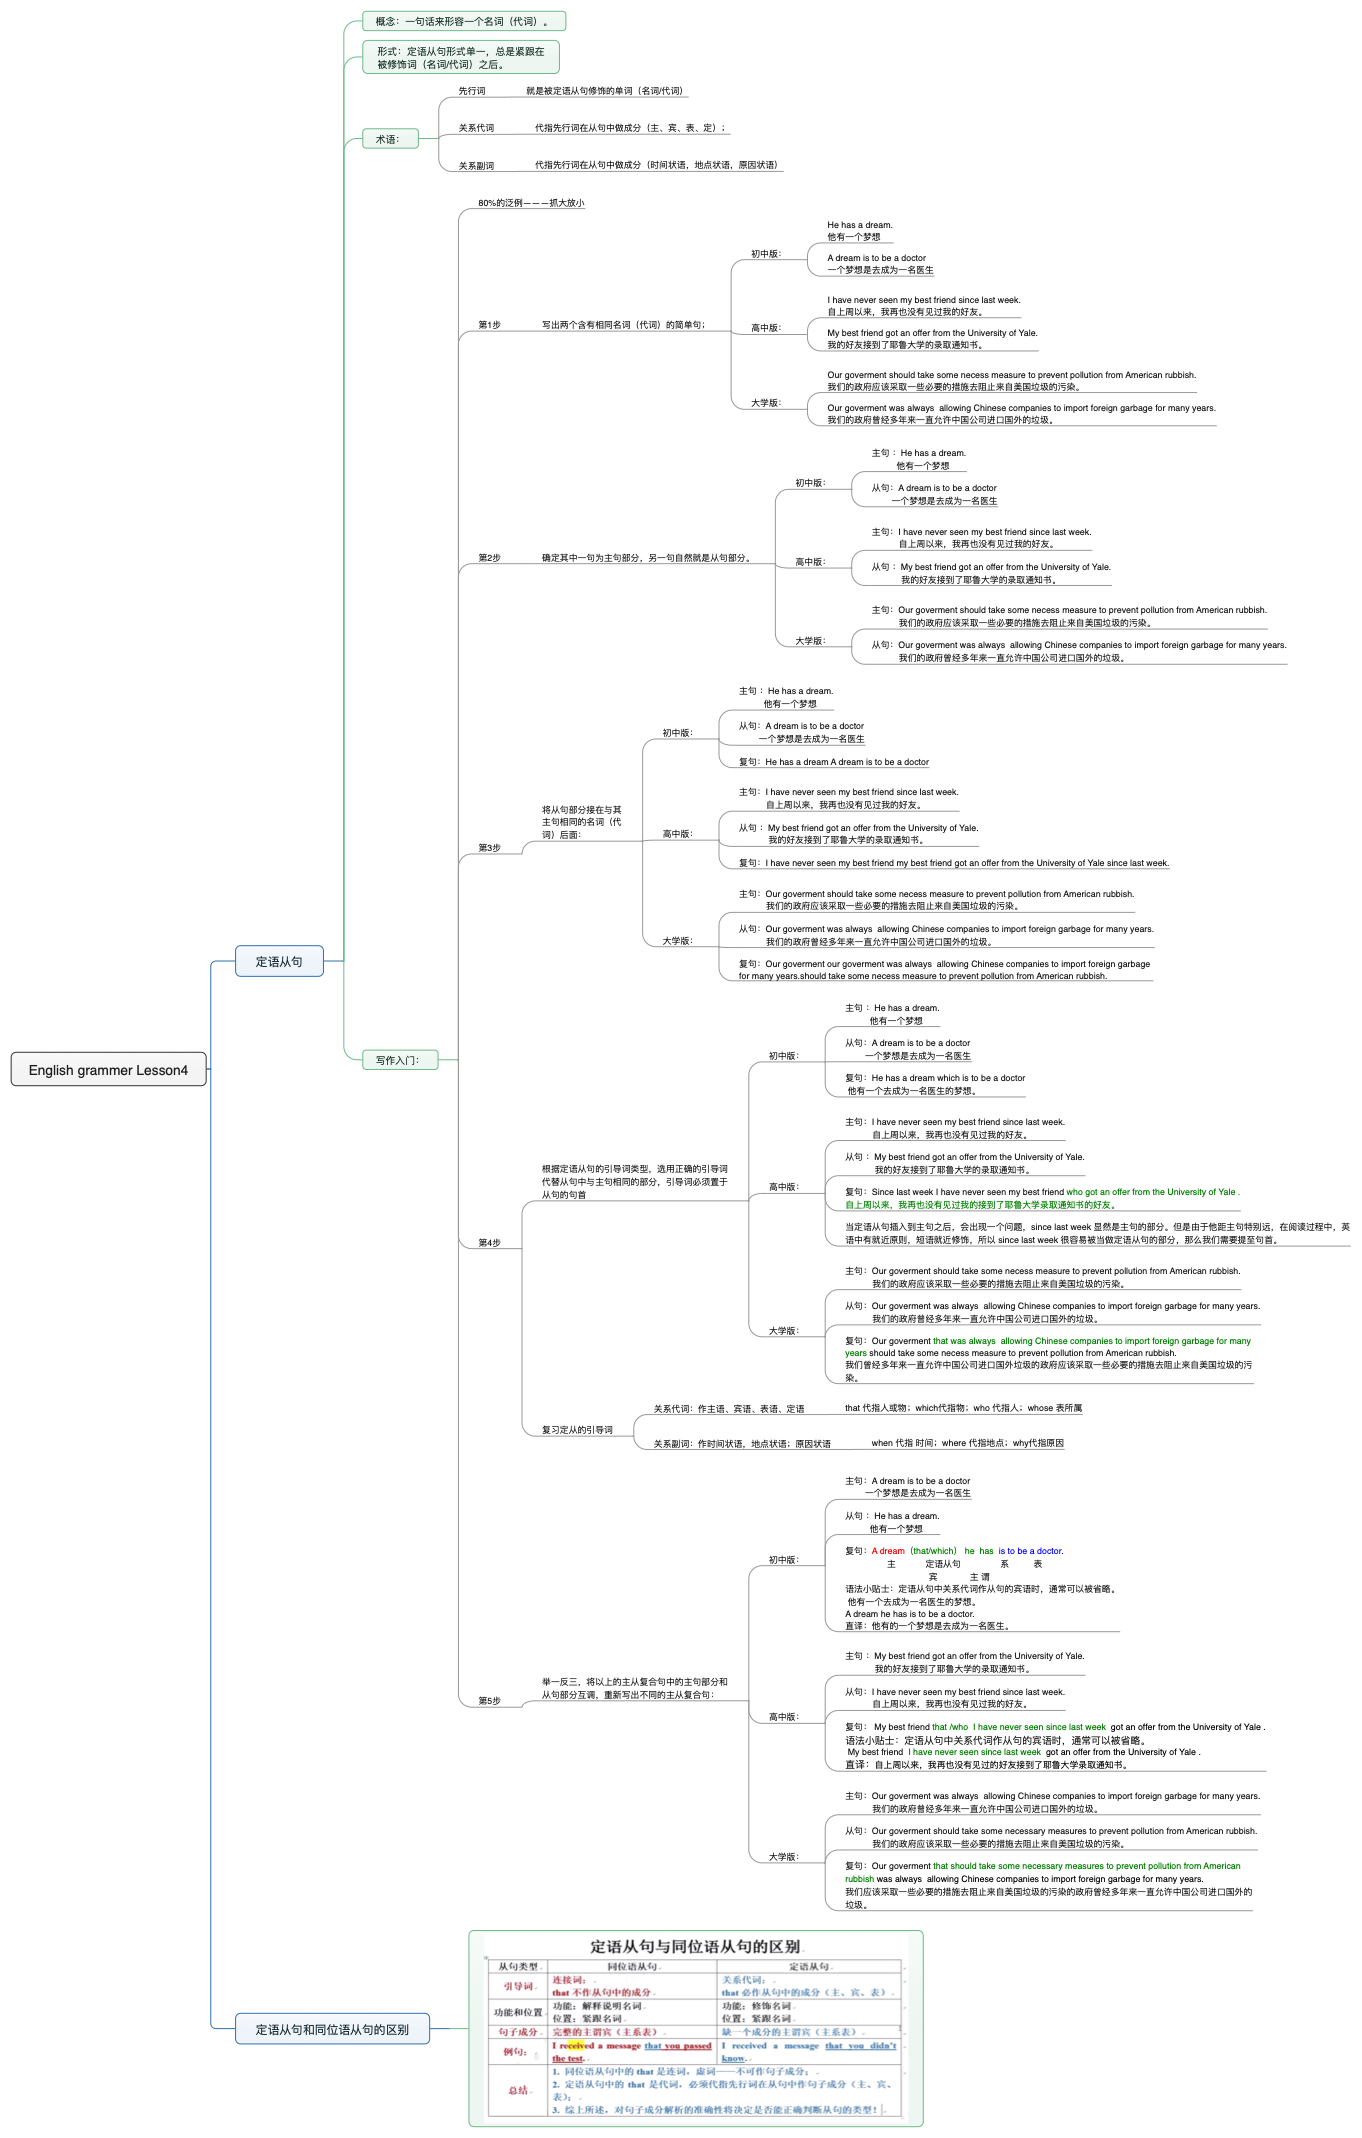 English grammer Lesson4
定语从句
概念：一句话来形容一个名词（代词）。
形式：定语从句形式单一，总是紧跟在
被修饰词（名词/代词）之后。
术语：
先行词
就是被定语从句修饰的单词（名词/代词）
关系代词
代指先行词在从句中做成分（主、宾、表、定）；
关系副词
代指先行词在从句中做成分（时间状语，地点状语，原因状语）
写作入门：
80%的泛例———抓大放小
第1步
写出两个含有相同名词（代词）的简单句；
初中版：
He has a dream.
他有一个梦想
A dream is to be a doctor
一个梦想是去成为一名医生
高中版：
I have never seen my best friend since last week.
自上周以来，我再也没有见过我的好友。
My best friend got an offer from the University of Yale.
我的好友接到了耶鲁大学的录取通知书。
大学版：
Our goverment should take some necess measure to prevent pollution from American rubbish.
我们的政府应该采取一些必要的措施去阻止来自美国垃圾的污染。
Our goverment was always  allowing Chinese companies to import foreign garbage for many years.
我们的政府曾经多年来一直允许中国公司进口国外的垃圾。
第2步
确定其中一句为主句部分，另一句自然就是从句部分。
初中版：
主句 ：He has a dream.
他有一个梦想
从句：A dream is to be a doctor
一个梦想是去成为一名医生
高中版：
主句：I have never seen my best friend since last week.
自上周以来，我再也没有见过我的好友。
从句 ：My best friend got an offer from the University of Yale.
我的好友接到了耶鲁大学的录取通知书。
大学版：
主句：Our goverment should take some necess measure to prevent pollution from American rubbish.
我们的政府应该采取一些必要的措施去阻止来自美国垃圾的污染。
从句：Our goverment was always  allowing Chinese companies to import foreign garbage for many years.
我们的政府曾经多年来一直允许中国公司进口国外的垃圾。
第3步
将从句部分接在与其
主句相同的名词（代
词）后面：
初中版：
主句 ：He has a dream.
他有一个梦想
从句：A dream is to be a doctor
一个梦想是去成为一名医生
复句：He has a dream A dream is to be a doctor
高中版：
主句：I have never seen my best friend since last week.
自上周以来，我再也没有见过我的好友。
从句 ：My best friend got an offer from the University of Yale.
我的好友接到了耶鲁大学的录取通知书。
复句：I have never seen my best friend my best friend got an offer from the University of Yale since last week.
大学版：
主句：Our goverment should take some necess measure to prevent pollution from American rubbish.
我们的政府应该采取一些必要的措施去阻止来自美国垃圾的污染。
从句：Our goverment was always  allowing Chinese companies to import foreign garbage for many years.
我们的政府曾经多年来一直允许中国公司进口国外的垃圾。
复句：Our goverment our goverment was always  allowing Chinese companies to import foreign garbage
for many years.should take some necess measure to prevent pollution from American rubbish.
第4步
根据定语从句的引导词类型，选用正确的引导词
代替从句中与主句相同的部分，引导词必须置于
从句的句首
初中版：
主句 ：He has a dream.
他有一个梦想
从句：A dream is to be a doctor
一个梦想是去成为一名医生
复句：He has a dream which is to be a doctor
他有一个去成为一名医生的梦想。
高中版：
主句：I have never seen my best friend since last week.
自上周以来，我再也没有见过我的好友。
从句 ：My best friend got an offer from the University of Yale.
我的好友接到了耶鲁大学的录取通知书。
复句：Since last week I have never seen my best friend who got an offer from the University of Yale .
自上周以来，我再也没有见过我的接到了耶鲁大学录取通知书的好友。
当定语从句插入到主句之后，会出现一个问题，since last week 显然是主句的部分。但是由于他距主句特别远，在阅读过程中，英
语中有就近原则，短语就近修饰，所以 since last week 很容易被当做定语从句的部分，那么我们需要提至句首。
大学版：
主句：Our goverment should take some necess measure to prevent pollution from American rubbish.
我们的政府应该采取一些必要的措施去阻止来自美国垃圾的污染。
从句：Our goverment was always  allowing Chinese companies to import foreign garbage for many years.
我们的政府曾经多年来一直允许中国公司进口国外的垃圾。
复句：Our goverment that was always  allowing Chinese companies to import foreign garbage for many
years should take some necess measure to prevent pollution from American rubbish.
我们曾经多年来一直允许中国公司进口国外垃圾的政府应该采取一些必要的措施去阻止来自美国垃圾的污
染。
复习定从的引导词
关系代词：作主语、宾语、表语、定语
that 代指人或物；which代指物；who 代指人；whose 表所属
关系副词：作时间状语，地点状语；原因状语
when 代指 时间；where 代指地点；why代指原因
第5步
举一反三，将以上的主从复合句中的主句部分和
从句部分互调，重新写出不同的主从复合句：
初中版：
主句：A dream is to be a doctor
一个梦想是去成为一名医生
从句 ：He has a dream.
他有一个梦想
复句：A dream（that/which） he  has  is to be a doctor.
主 定语从句 系 表
宾 主 谓
语法小贴士：定语从句中关系代词作从句的宾语时，通常可以被省略。
他有一个去成为一名医生的梦想。
A dream he has is to be a doctor.
直译：他有的一个梦想是去成为一名医生。
高中版：
主句 ：My best friend got an offer from the University of Yale.
我的好友接到了耶鲁大学的录取通知书。
从句：I have never seen my best friend since last week.
自上周以来，我再也没有见过我的好友。
复句： My best friend that /who  I have never seen since last week  got an offer from the University of Yale .
语法小贴士：定语从句中关系代词作从句的宾语时，通常可以被省略。
My best friend  I have never seen since last week  got an offer from the University of Yale .
直译：自上周以来，我再也没有见过的好友接到了耶鲁大学录取通知书。
大学版：
主句：Our goverment was always  allowing Chinese companies to import foreign garbage for many years.
我们的政府曾经多年来一直允许中国公司进口国外的垃圾。
从句：Our goverment should take some necessary measures to prevent pollution from American rubbish.
我们的政府应该采取一些必要的措施去阻止来自美国垃圾的污染。
复句：Our goverment that should take some necessary measures to prevent pollution from American
rubbish was always  allowing Chinese companies to import foreign garbage for many years.
我们应该采取一些必要的措施去阻止来自美国垃圾的污染的政府曾经多年来一直允许中国公司进口国外的
垃圾。
定语从句和同位语从句的区别
定语从句与同位语从句的区别
从句类型 同位语从句 定语从句
引导词
连接词：
that 不作从句中的成分
关系代词：
that 必作从句中的成分（主、宾、表）
功能和位置
功能：解释说明名词
位置：紧跟名词
功能：修饰名词
位置：紧跟名词
句子成分 完整的主谓宾（主系表） 缺一个成分的主谓宾（主系表）
例句：
I received a message that you passed
the test.
I received a message that you didn't
know.
总结
1. 同位语从句中的 that 是连词，虚词——不可作句子成分；
2. 定语从句中的 that 是代词，必须代指先行词在从句中作句子成分（主、宾、
表）；
3. 综上所述，对句子成分解析的准确性将决定是否能正确判断从句的类型！